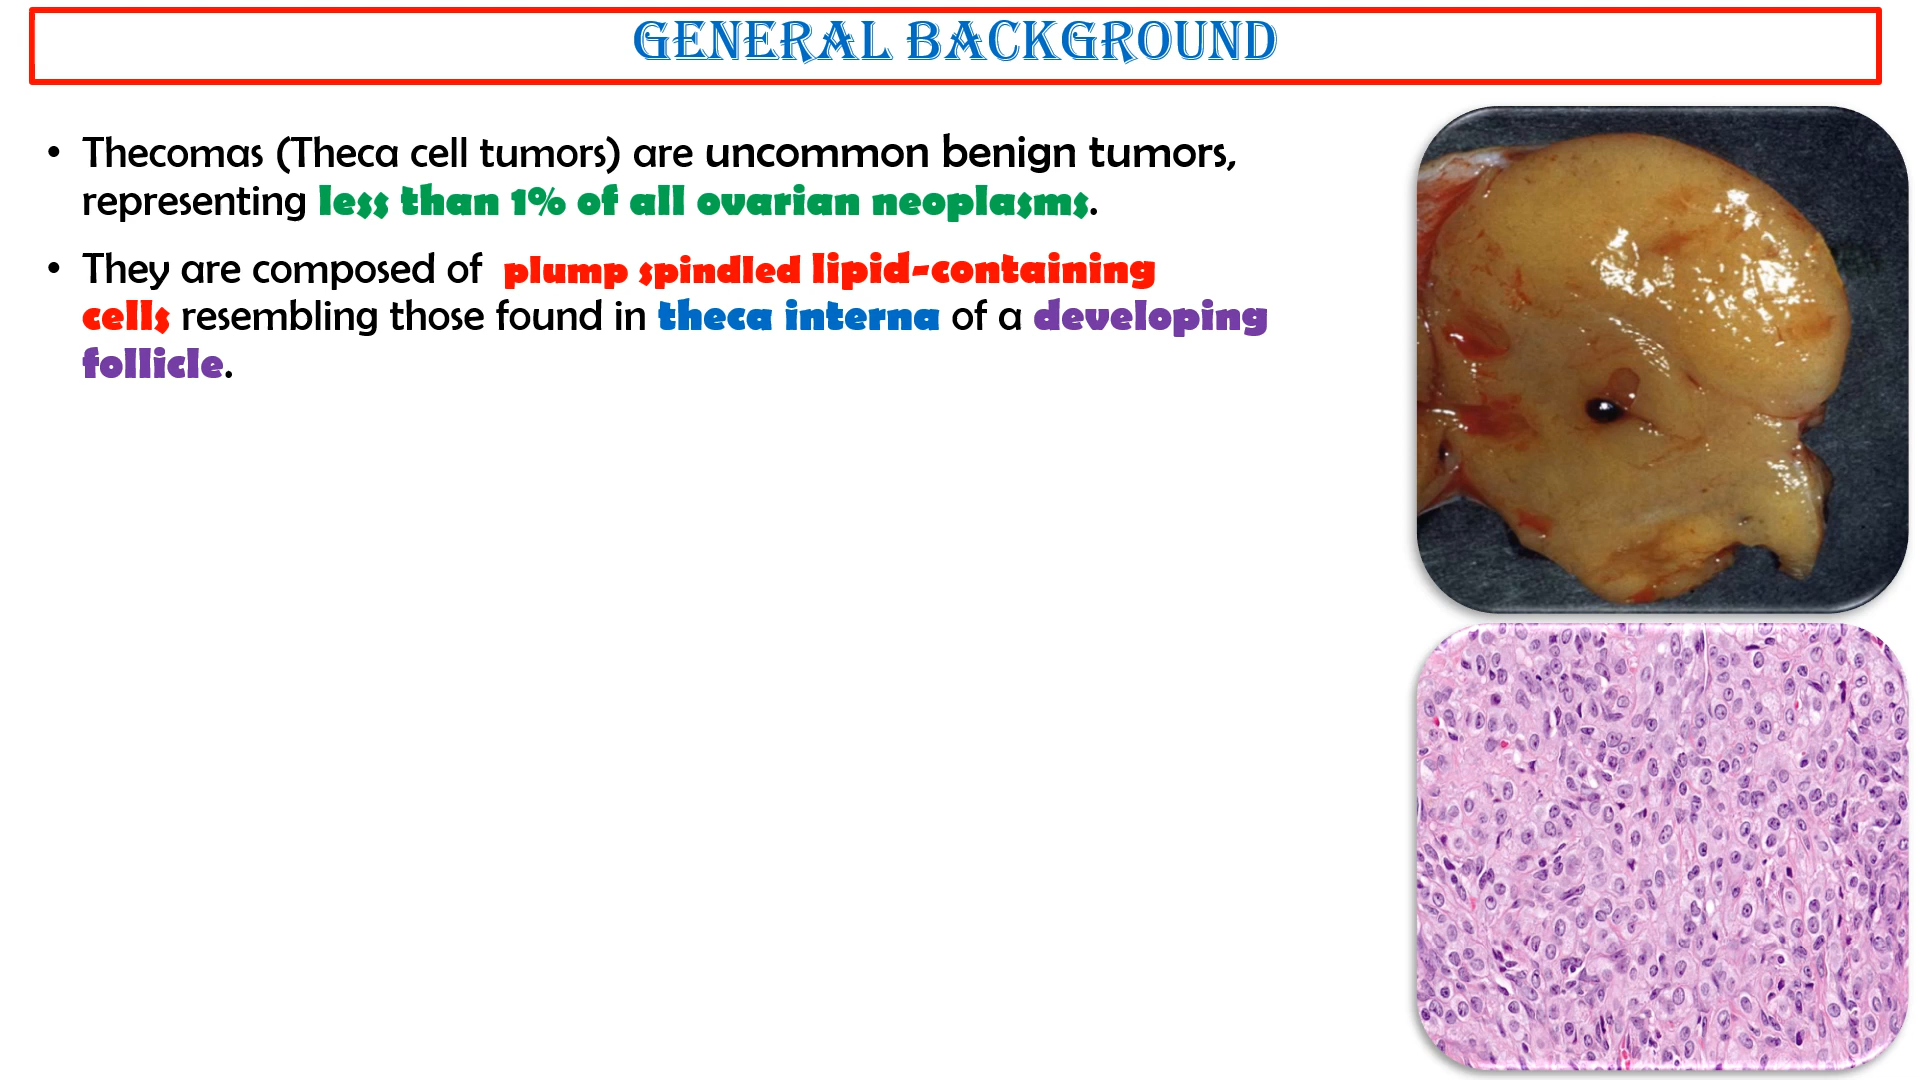 GENERAL BACKGROUND
• Thecomas (Theca cell tumors) are uncommon benign tumors,
representing less than 1% of all ovarian neoplasms.
• They are composed of plump spindled lipid-containing
cells resembling those found in theca interna of a developing
follicle.